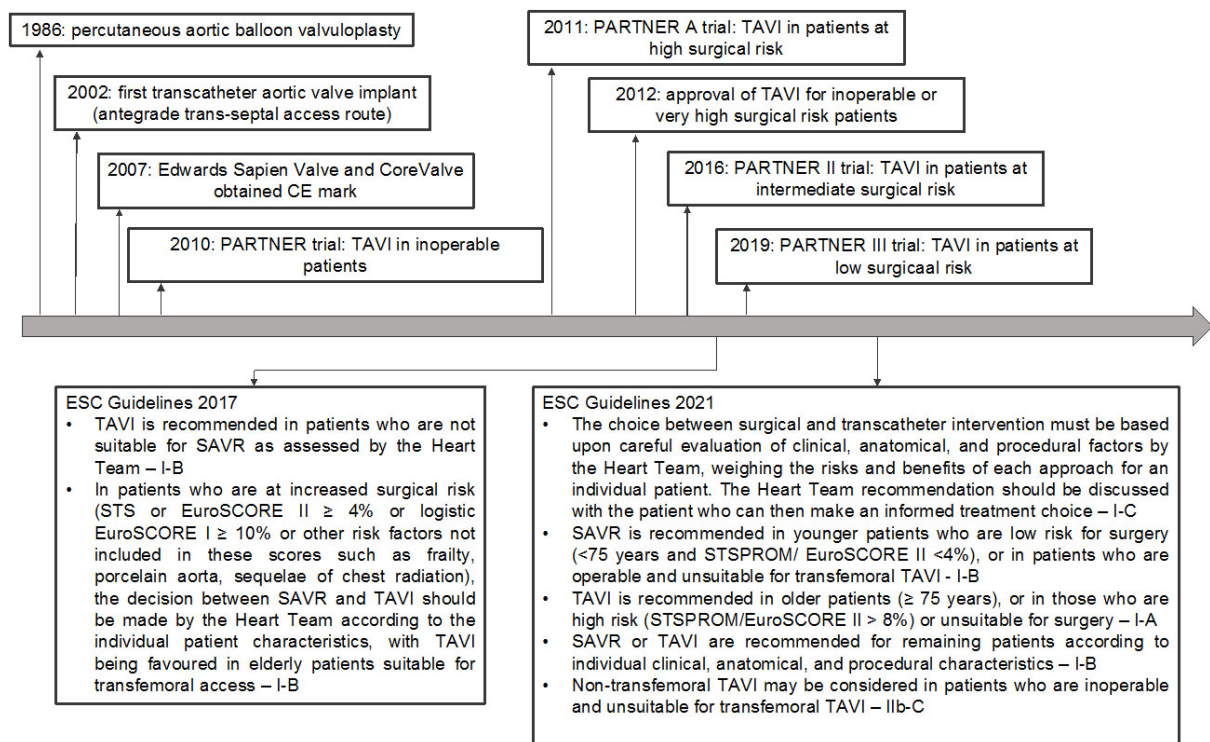 1986: percutaneous aortic balloon valvuloplasty
2002: first transcatheter aortic valve implant
(antegrade trans-septal access route)
2007: Edwards Sapien Valve and CoreValve
obtained CE mark
2010: PARTNER trial: TAVI in inoperable
patients
2011: PARTNER A trial: TAVI in patients at
high surgical risk
2012: approval of TAVI for inoperable or
very high surgical risk patients
2016: PARTNER II trial: TAVI in patients at
intermediate surgical risk
2019: PARTNER III trial: TAVI in patients at
low surgicaal risk
ESC Guidelines 2017
• TAVI is recommended in patients who are not
suitable for SAVR as assessed by the Heart
Team – I-B
• In patients who are at increased surgical risk
(STS or EuroSCORE II ≥ 4% or logistic
EuroSCORE I ≥ 10% or other risk factors not
included in these scores such as frailty,
porcelain aorta, sequelae of chest radiation),
the decision between SAVR and TAVI should
be made by the Heart Team according to the
individual patient characteristics, with TAVI
being favoured in elderly patients suitable for
transfemoral access – I-B
ESC Guidelines 2021
• The choice between surgical and transcatheter intervention must be based
upon careful evaluation of clinical, anatomical, and procedural factors by
the Heart Team, weighing the risks and benefits of each approach for an
individual patient. The Heart Team recommendation should be discussed
with the patient who can then make an informed treatment choice – I-C
• SAVR is recommended in younger patients who are low risk for surgery
(<75 years and STSPROM/ EuroSCORE II <4%), or in patients who are
operable and unsuitable for transfemoral TAVI - I-B
• TAVI is recommended in older patients (≥ 75 years), or in those who are
high risk (STSPROM/EuroSCORE II > 8%) or unsuitable for surgery – I-A
• SAVR or TAVI are recommended for remaining patients according to
individual clinical, anatomical, and procedural characteristics – I-B
• Non-transfemoral TAVI may be considered in patients who are inoperable
and unsuitable for transfemoral TAVI – IIb-C